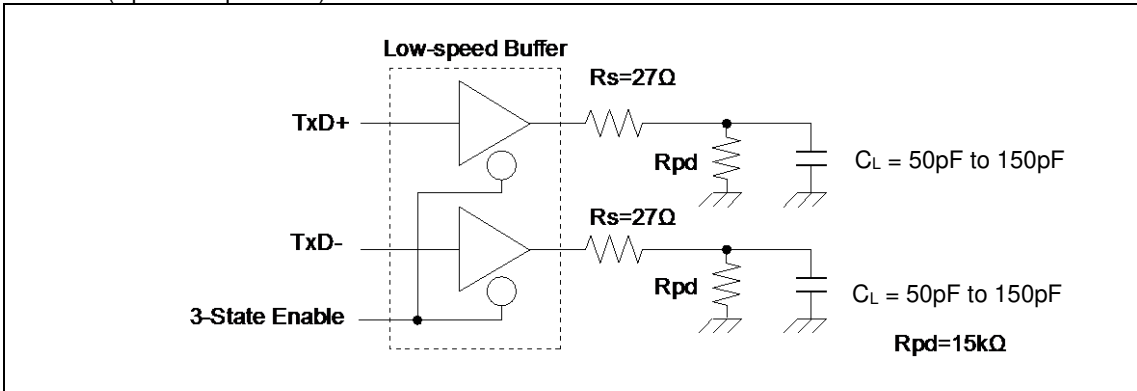 Low-speed Buffer
Rs=27Ω
TxD+
Rpd
CL = 50pF to 150pF
Rs=27Ω
TxD-
Rpd
CL = 50pF to 150pF
3-State Enable
Rpd=15kΩ